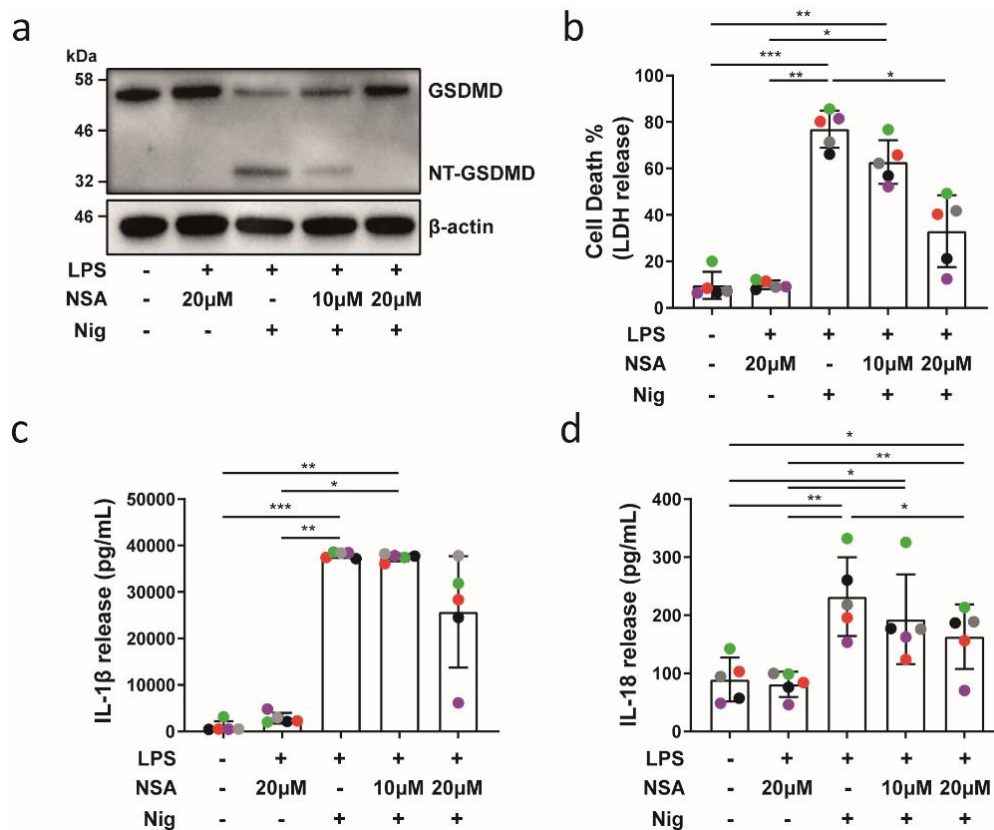 a
kDa
58
46
32
46
GSDMD
NT-GSDMD
β-actin
LPS - + + + +
NSA - 20μM - 10μM 20μM
Nig - - + + +
b
**
*
***
** *
Cell Death %
(LDH release)
100
80
60
40
20
0
LPS - + + + +
NSA - 20μM - 10μM 20μM
Nig - - + + +
c
**
*
***
**
IL-1β release (pg/mL)
50000
40000
30000
20000
10000
0
LPS - + + + +
NSA - 20μM - 10μM 20μM
Nig - - + + +
d
*
**
*
*
** *
IL-18 release (pg/mL)
400
300
200
100
0
LPS - + + + +
NSA - 20μM - 10μM 20μM
Nig - - + + +